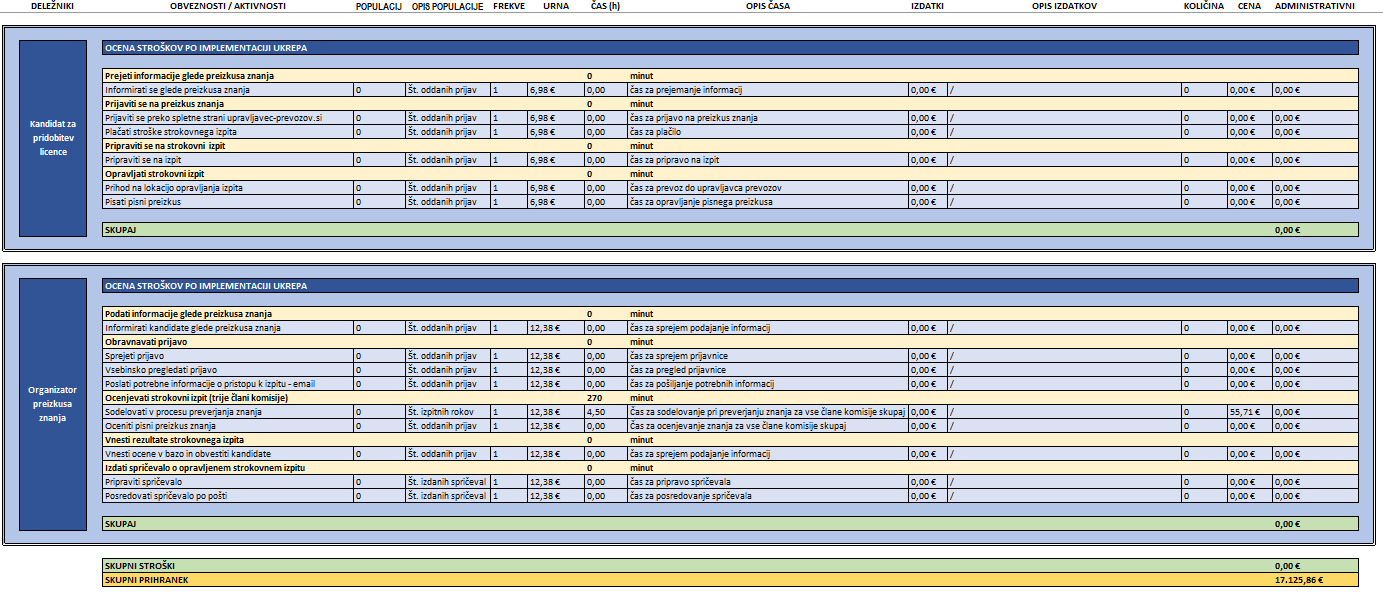 DELEŽNIKI OBVEZNOSTI / AKTIVNOSTI POPULACIJ OPIS POPULACIJE FREKVE URNA ČAS (h) OPIS ČASA IZDATKI OPIS IZDATKOV KOLIČINA CENA ADMINISTRATIVNI
Kandidat za pridobitev licence
OCENA STROŠKOV PO IMPLEMENTACIJI UKREPA
Prejeti informacije glede preizkusa znanja 0 minut
Informirati se glede preizkusa znanja 0 Št. oddanih prijav 1 6,98 € 0,00 čas za prejemanje informacij 0,00 € / 0 0,00 € 0,00 €
Prijaviti se na preizkus znanja 0 minut
Prijaviti se preko spletne strani upravljavec-prevozov.si 0 Št. oddanih prijav 1 6,98 € 0,00 čas za prijavo na preizkus znanja 0,00 € / 0 0,00 € 0,00 €
Plačati stroške strokovnega izpita 0 Št. oddanih prijav 1 6,98 € 0,00 čas za plačilo 0,00 € / 0 0,00 € 0,00 €
Pripraviti se na strokovni izpit 0 minut
Pripraviti se na izpit 0 Št. oddanih prijav 1 6,98 € 0,00 čas za pripravo na izpit 0,00 € / 0 0,00 € 0,00 €
Opravljati strokovni izpit 0 minut
Prihod na lokacijo opravljanja izpita 0 Št. oddanih prijav 1 6,98 € 0,00 čas za prevoz do upravljavca prevozov 0,00 € / 0 0,00 € 0,00 €
Pisati pisni preizkus 0 Št. oddanih prijav 1 6,98 € 0,00 čas za opravljanje pisnega preizkusa 0,00 € / 0 0,00 € 0,00 €
SKUPAJ 0,00 €
Organizator preizkusa znanja
OCENA STROŠKOV PO IMPLEMENTACIJI UKREPA
Podati informacije glede preizkusa znanja 0 minut
Informirati kandidate glede preizkusa znanja 0 Št. oddanih prijav 1 12,38 € 0,00 čas za sprejem podajanje informacij 0,00 € / 0 0,00 € 0,00 €
Obravnavati prijavo 0 minut
Sprejeti prijavo 0 Št. oddanih prijav 1 12,38 € 0,00 čas za sprejem prijavnice 0,00 € / 0 0,00 € 0,00 €
Vsebinsko pregledati prijavo 0 Št. oddanih prijav 1 12,38 € 0,00 čas za pregled prijavnice 0,00 € / 0 0,00 € 0,00 €
Poslati potrebne informacije o pristopu k izpitu - email 0 Št. oddanih prijav 1 12,38 € 0,00 čas za pošiljanje potrebnih informacij 0,00 € / 0 0,00 € 0,00 €
Ocenjevati strokovni izpit (trije člani komisije) 270 minut
Sodelovati v procesu preverjanja znanja 0 Št. izpitnih rokov 1 12,38 € 4,50 Čas za sodelovanje pri preverjanju znanja za vse člane komisije skupaj 0,00 € / 0 55,71 € 0,00 €
Oceniti pisni preizkus znanja 0 Št. oddanih prijav 1 12,38 € 0,00 Čas za ocenjevanje znanja za vse člane komisije skupaj 0,00 € / 0 0,00 € 0,00 €
Vnesti rezultate strokovnega izpita 0 minut
Vnesti ocene v bazo in obvestiti kandidate 0 Št. oddanih prijav 1 12,38 € 0,00 čas za sprejem podajanje informacij 0,00 € / 0 0,00 € 0,00 €
Izdati spričevalo o opravljenem strokovnem izpitu 0 minut
Pripraviti spričevalo 0 Št. izdanih spričeval 1 12,38 € 0,00 čas za pripravo spričevala 0,00 € / 0 0,00 € 0,00 €
Posredovati spričevalo po pošti 0 Št. izdanih spričeval 1 12,38 € 0,00 čas za posredovanje spričevala 0,00 € / 0 0,00 € 0,00 €
SKUPAJ 0,00 €
SKUPNI STROŠKI 0,00 €
SKUPNI PRIHRANEK 17.125,86 €